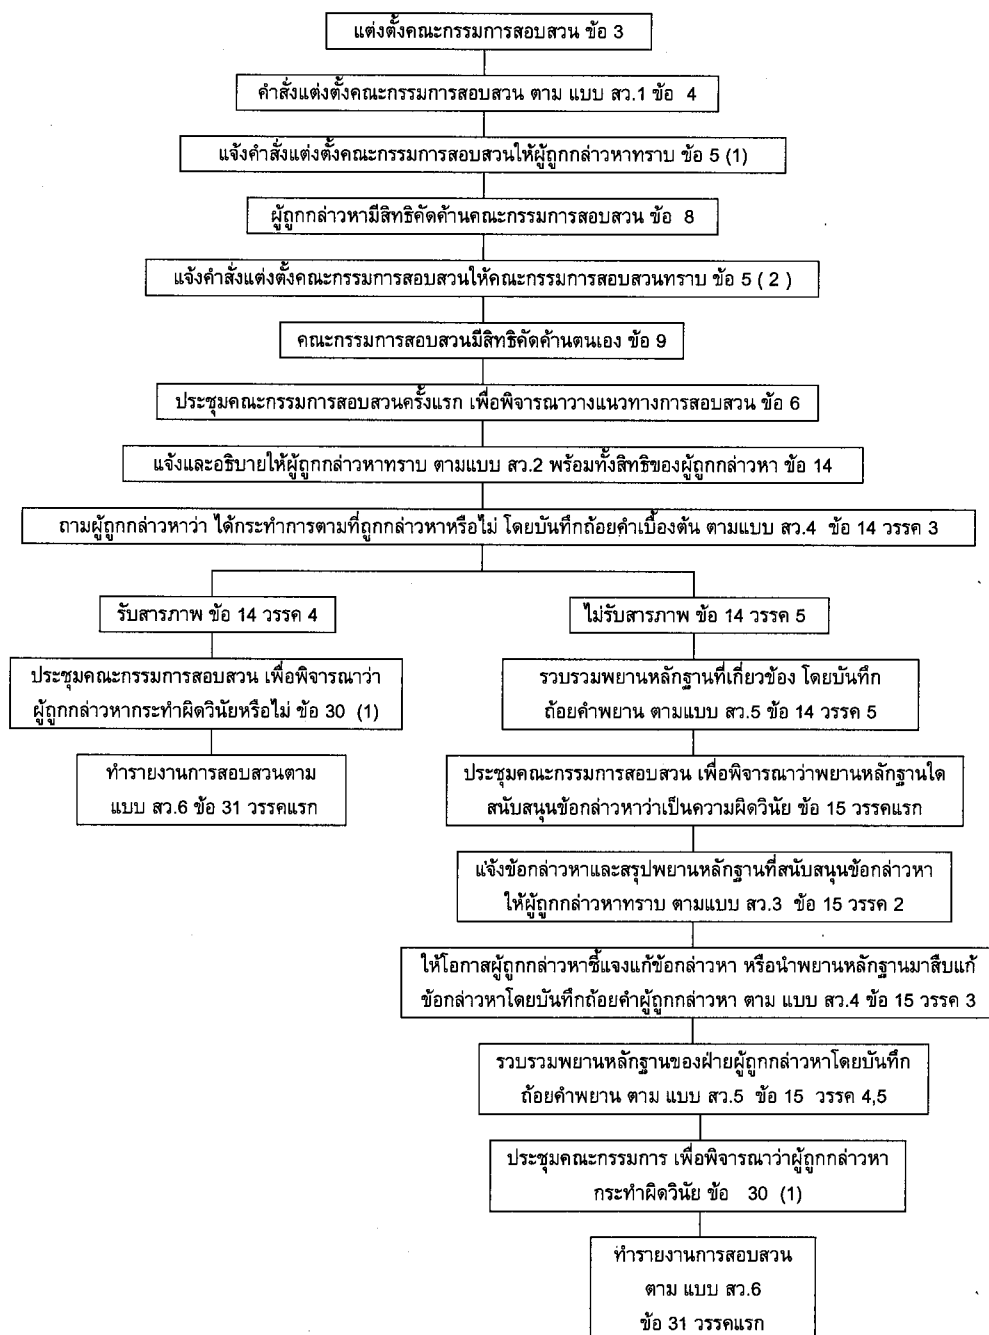 แต่งตั้งคณะกรรมการสอบสวน ข้อ 3
คำสั่งแต่งตั้งคณะกรรมการสอบสวน ตาม แบบ สว.1 ข้อ 4
แจ้งคำสั่งแต่งตั้งคณะกรรมการสอบสวนให้ผู้ถูกกล่าวหาทราบ ข้อ 5 (1)
ผู้ถูกกล่าวหามีสิทธิคัดค้านคณะกรรมการสอบสวน ข้อ 8
แจ้งคำสั่งแต่งตั้งคณะกรรมการสอบสวนให้คณะกรรมการสอบสวนทราบ ข้อ 5 ( 2 )
คณะกรรมการสอบสวนมีสิทธิคัดค้านตนเอง ข้อ 9
ประชุมคณะกรรมการสอบสวนครั้งแรก เพื่อพิจารณาวางแนวทางการสอบสวน ข้อ 6
แจ้งและอธิบายให้ผู้ถูกกล่าวหาทราบ ตามแบบ สว.2 พร้อมทั้งสิทธิของผู้ถูกกล่าวหา ข้อ 14
ถามผู้ถูกกล่าวหาว่า ได้กระทำการตามที่ถูกกล่าวหาหรือไม่ โดยบันทึกถ้อยคำเบื้องต้น ตามแบบ สว.4 ข้อ 14 วรรค 3
รับสารภาพ ข้อ 14 วรรค 4
ประชุมคณะกรรมการสอบสวน เพื่อพิจารณาว่า
ผู้ถูกกล่าวหากระทำผิดวินัยหรือไม่ ข้อ 30 (1)
ทำรายงานการสอบสวนตาม
แบบ สว.6 ข้อ 31 วรรคแรก
ไม่รับสารภาพ ข้อ 14 วรรค 5
รวบรวมพยานหลักฐานที่เกี่ยวข้อง โดยบันทึก
ถ้อยคำพยาน ตามแบบ สว.5 ข้อ 14 วรรค 5
ประชุมคณะกรรมการสอบสวน เพื่อพิจารณาว่าพยานหลักฐานใด
สนับสนุนข้อกล่าวหาว่าเป็นความผิดวินัย ข้อ 15 วรรคแรก
แจ้งข้อกล่าวหาและสรุปพยานหลักฐานที่สนับสนุนข้อกล่าวหา
ให้ผู้ถูกกล่าวหาทราบ ตามแบบ สว.3 ข้อ 15 วรรค 2
ให้โอกาสผู้ถูกกล่าวหาชี้แจงแก้ข้อกล่าวหา หรือนำพยานหลักฐานมาสืบแก้
ข้อกล่าวหาโดยบันทึกถ้อยคำผู้ถูกกล่าวหา ตาม แบบ สว.4 ข้อ 15 วรรค 3
รวบรวมพยานหลักฐานของฝ่ายผู้ถูกกล่าวหาโดยบันทึก
ถ้อยคำพยาน ตาม แบบ สว.5 ข้อ 15 วรรค 4,5
ประชุมคณะกรรมการ เพื่อพิจารณาว่าผู้ถูกกล่าวหา
กระทำผิดวินัย ข้อ 30 (1)
ทำรายงานการสอบสวน
ตาม แบบ สว.6
ข้อ 31 วรรคแรก